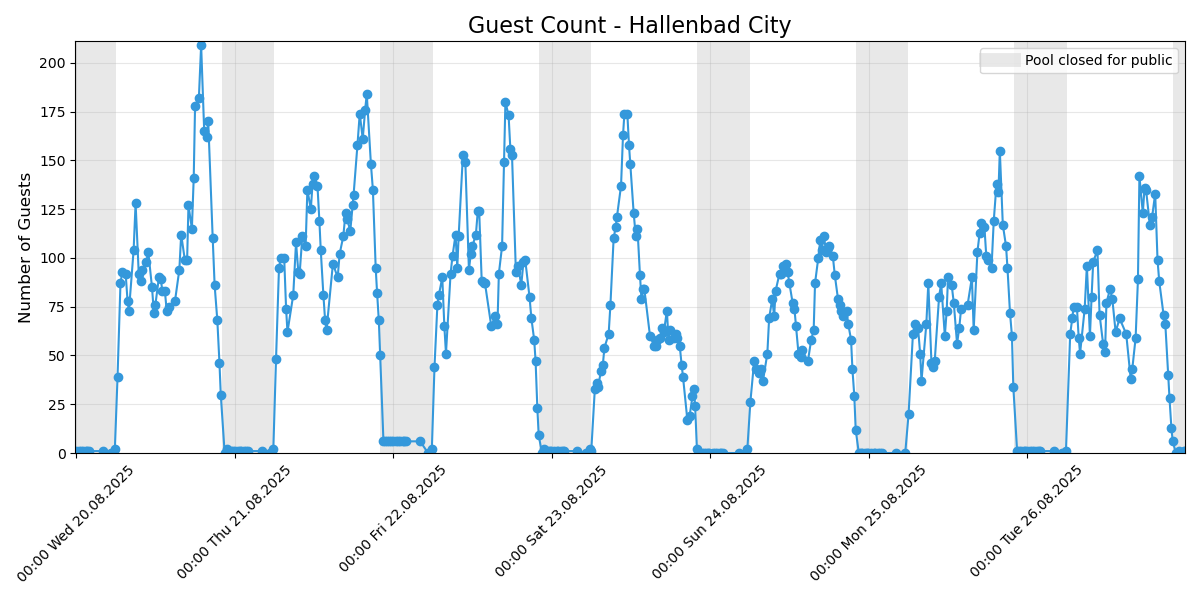 Guest Count - Hallenbad City
Pool closed for public
Number of Guests
200
175
150
125
100
75
50
25
0
00:00 Wed 20.08.2025
00:00 Thu 21.08.2025
00:00 Fri 22.08.2025
00:00 Sat 23.08.2025
00:00 Sun 24.08.2025
00:00 Mon 25.08.2025
00:00 Tue 26.08.2025